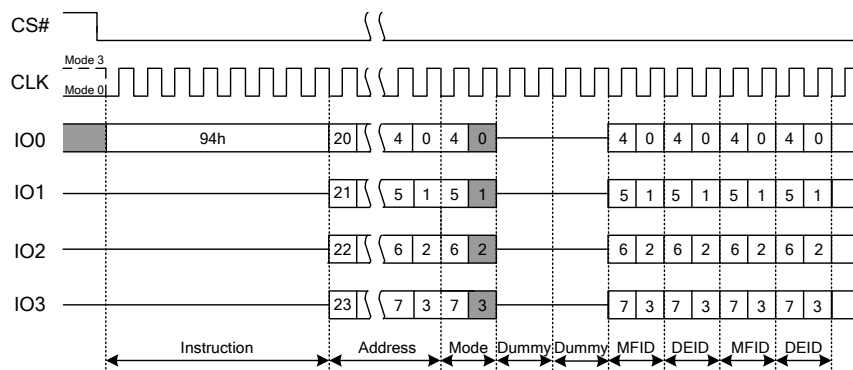 CS#
Mode 3
CLK
Mode 0
IO0 94h 20 4 0 4 0 4 0 4 0 4 0 4 0
IO1 21 5 1 5 1 5 1 5 1 5 1 5 1
IO2 22 6 2 6 2 6 2 6 2 6 2 6 2
IO3 23 7 3 7 3 7 3 7 3 7 3 7 3
Instruction Address Mode Dummy Dummy MFID DEID MFID DEID